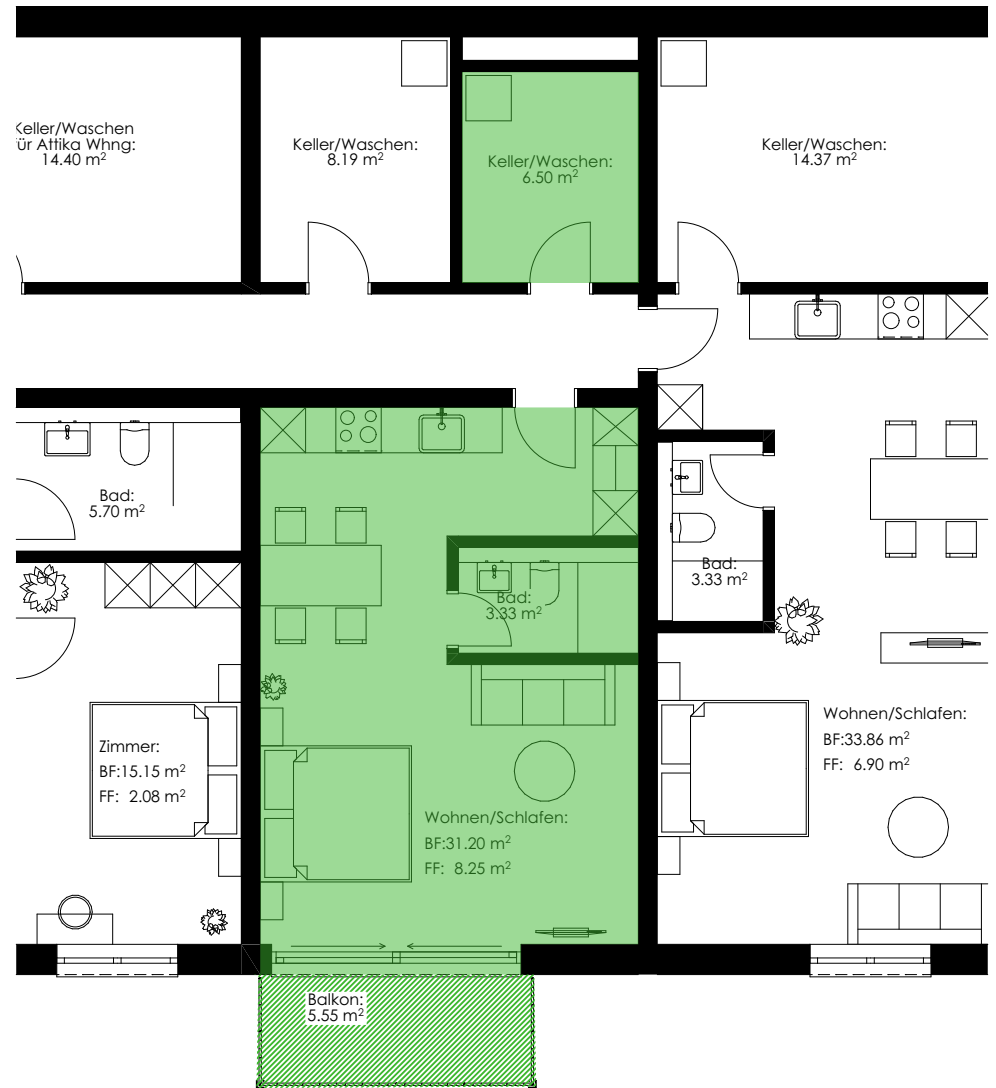 Keller/Waschen
ür Attika Whng:
14.40 m²
Keller/Waschen:
8.19 m²
Keller/Waschen:
6.50 m²
Keller/Waschen:
14.37 m²
Bad:
5.70 m²
Bad:
3.33 m²
Bad:
3.33 m²
Zimmer:
BF:15.15 m²
FF: 2.08 m²
Wohnen/Schlafen:
BF:31.20 m²
FF: 8.25 m²
Wohnen/Schlafen:
BF:33.86 m²
FF: 6.90 m²
Balkon:
5.55 m²